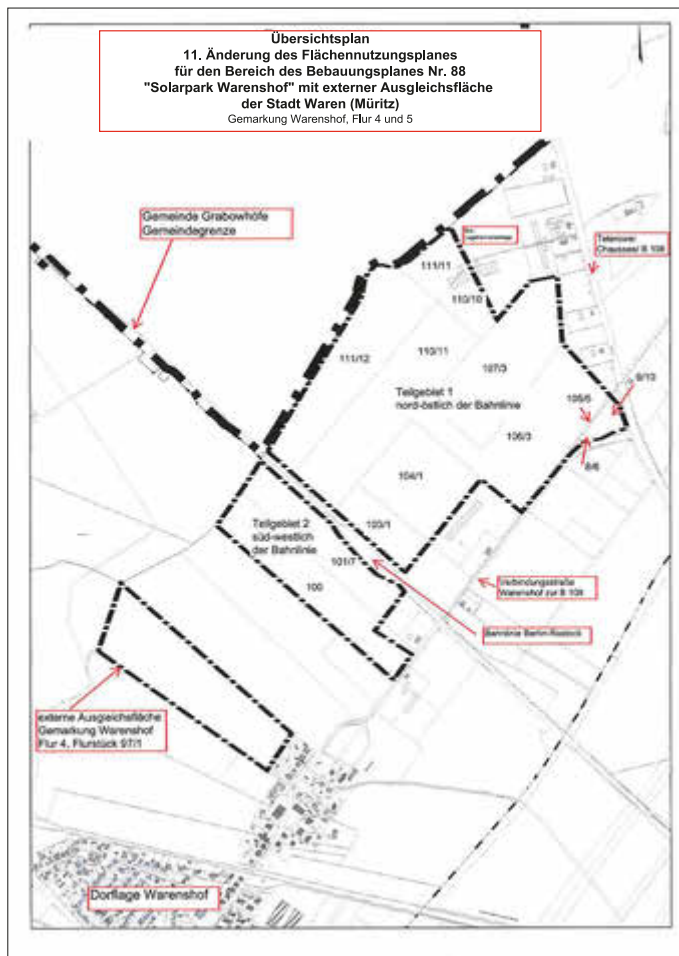 Übersichtsplan
11. Änderung des Flächennutzungsplanes
für den Bereich des Bebauungsplanes Nr. 88
"Solarpark Warenshof" mit externer Ausgleichsfläche
der Stadt Waren (Müritz)
Gemarkung Warenshof, Flur 4 und 5
Gemeinde Grabowhöfe
Gemeindegrenze
Teterower
Chaussee/ B 108
111/11
110/10
111/12
110/11
107/3
Teilgebiet 1
nord-östlich der Bahnlinie
9/10
105/5
106/3
8/6
104/1
103/1
Teilgebiet 2
süd-westlich
der Bahnlinie
101/7
100
Verbindungsstraße
Warenshof zur B 108
Bahnlinie Berlin-Rostock
externe Ausgleichsfläche
Gemarkung Warenshof
Flur 4, Flurstück 97/1
Dorflage Warenshof